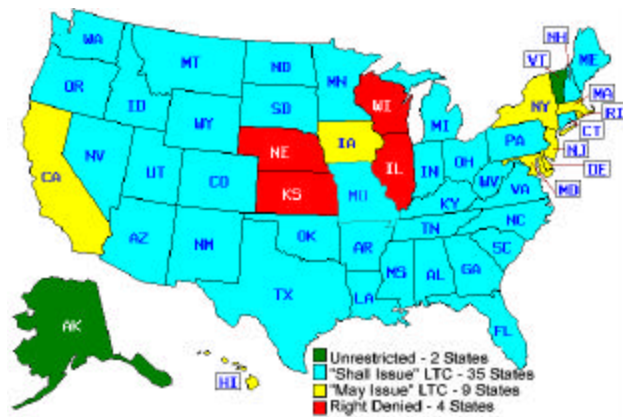 NH
WA
VT
ME
MT
ND
MN
OR
MA
ID
SD
WI
NY
RI
WY
MI
CT
IA
PA
NE
NJ
NV
IL
IN
OH
DE
UT
CA
CO
WV
VA
MD
KS
MO
KY
NC
TN
AZ
NM
OK
AR
SC
MS
AL
GA
TX
LA
AK
FL
HI
Unrestricted - 2 States
"Shall Issue" LTC - 35 States
"May Issue" LTC - 9 States
Right Denied - 4 States